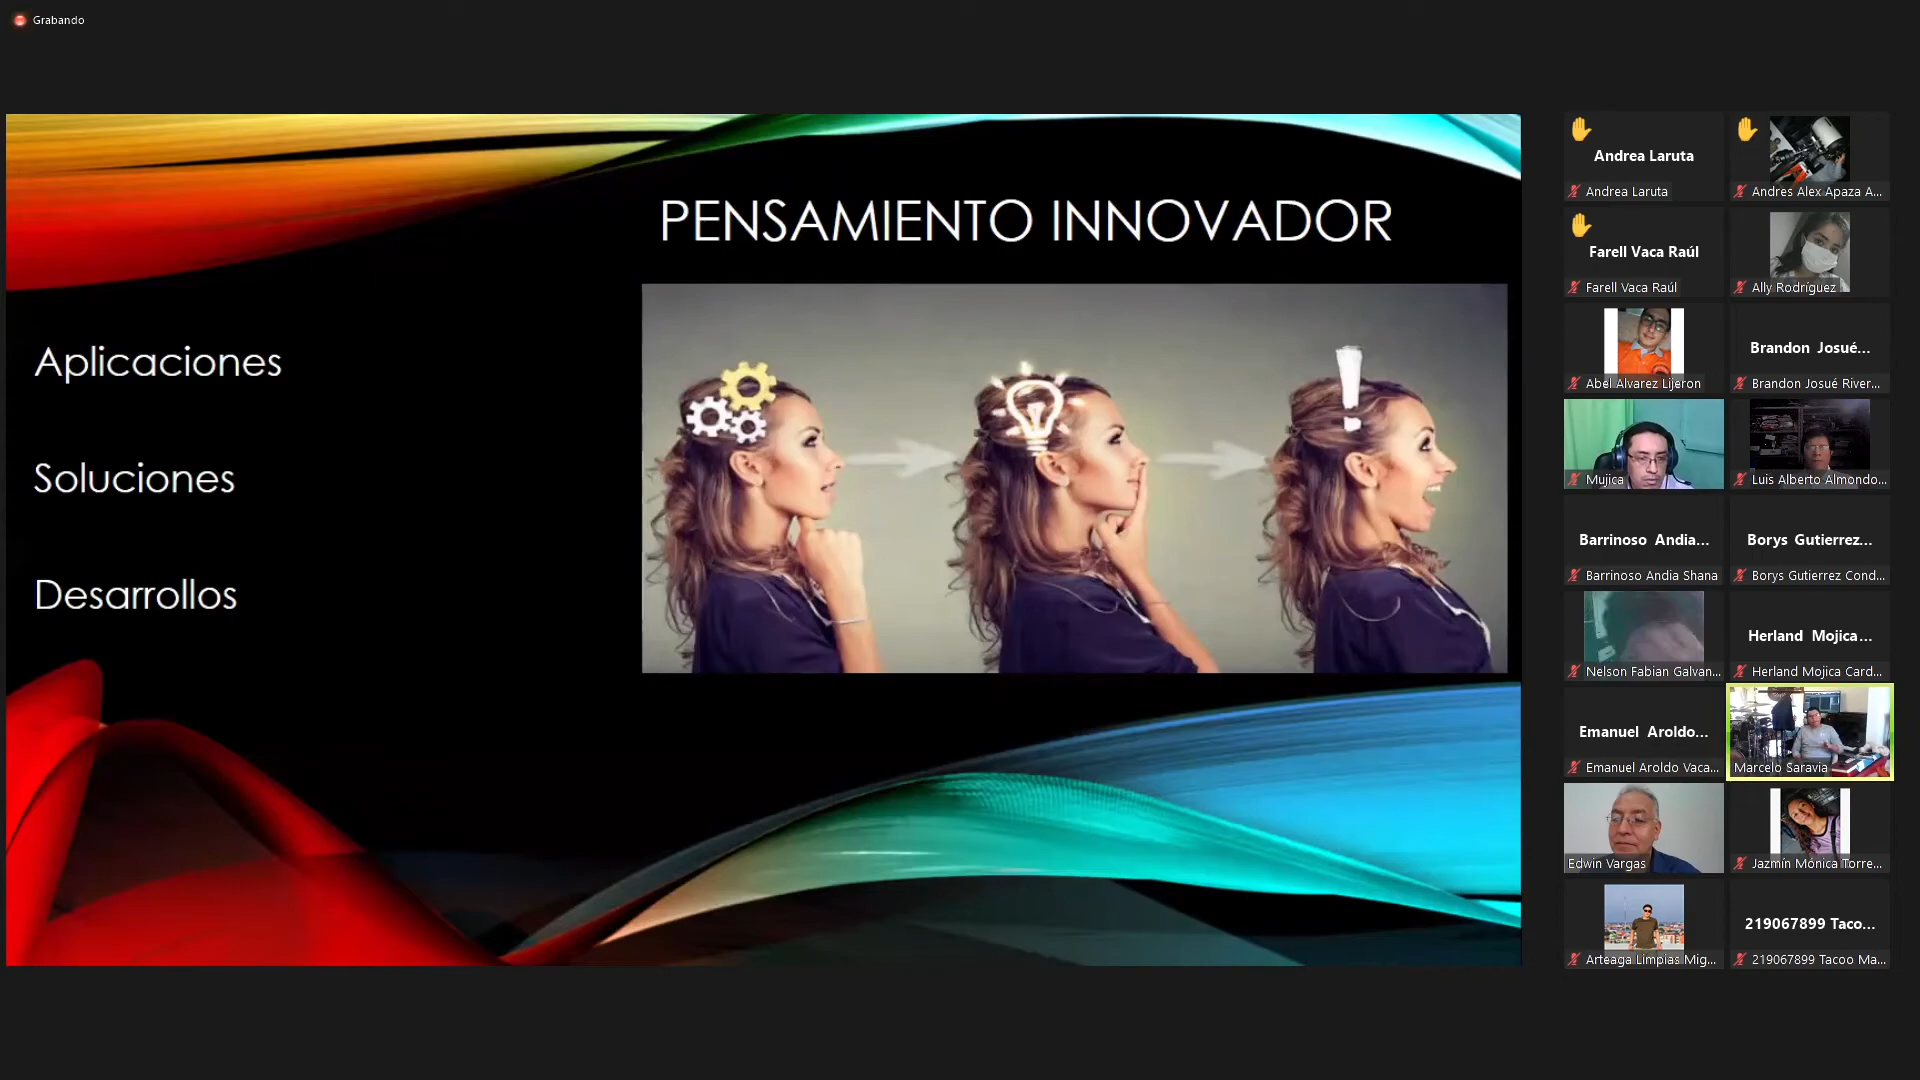 Grabando
PENSAMIENTO INNOVADOR
Aplicaciones
Soluciones
Desarrollos
Andrea Laruta
Andrea Laruta
Andres Alex Apaza A...
Farell Vaca Raúl
Farell Vaca Raúl
Ally Rodríguez
Abel Alvarez Lijeron
Brandon Josué...
Brandon Josué River...
Mujica
Luis Alberto Almondo...
Barrinoso Andia...
Barrinoso Andia Shana
Borys Gutierrez...
Borys Gutierrez Cond...
Nelson Fabian Galvan...
Herland Mojica...
Herland Mojica Card...
Emanuel Aroldo...
Emanuel Aroldo Vaca...
Marcelo Saravia
Edwin Vargas
Jazmín Mónica Torre...
Arteaga Limpias Mig...
219067899 Taco...
219067899 Tacoo Ma...